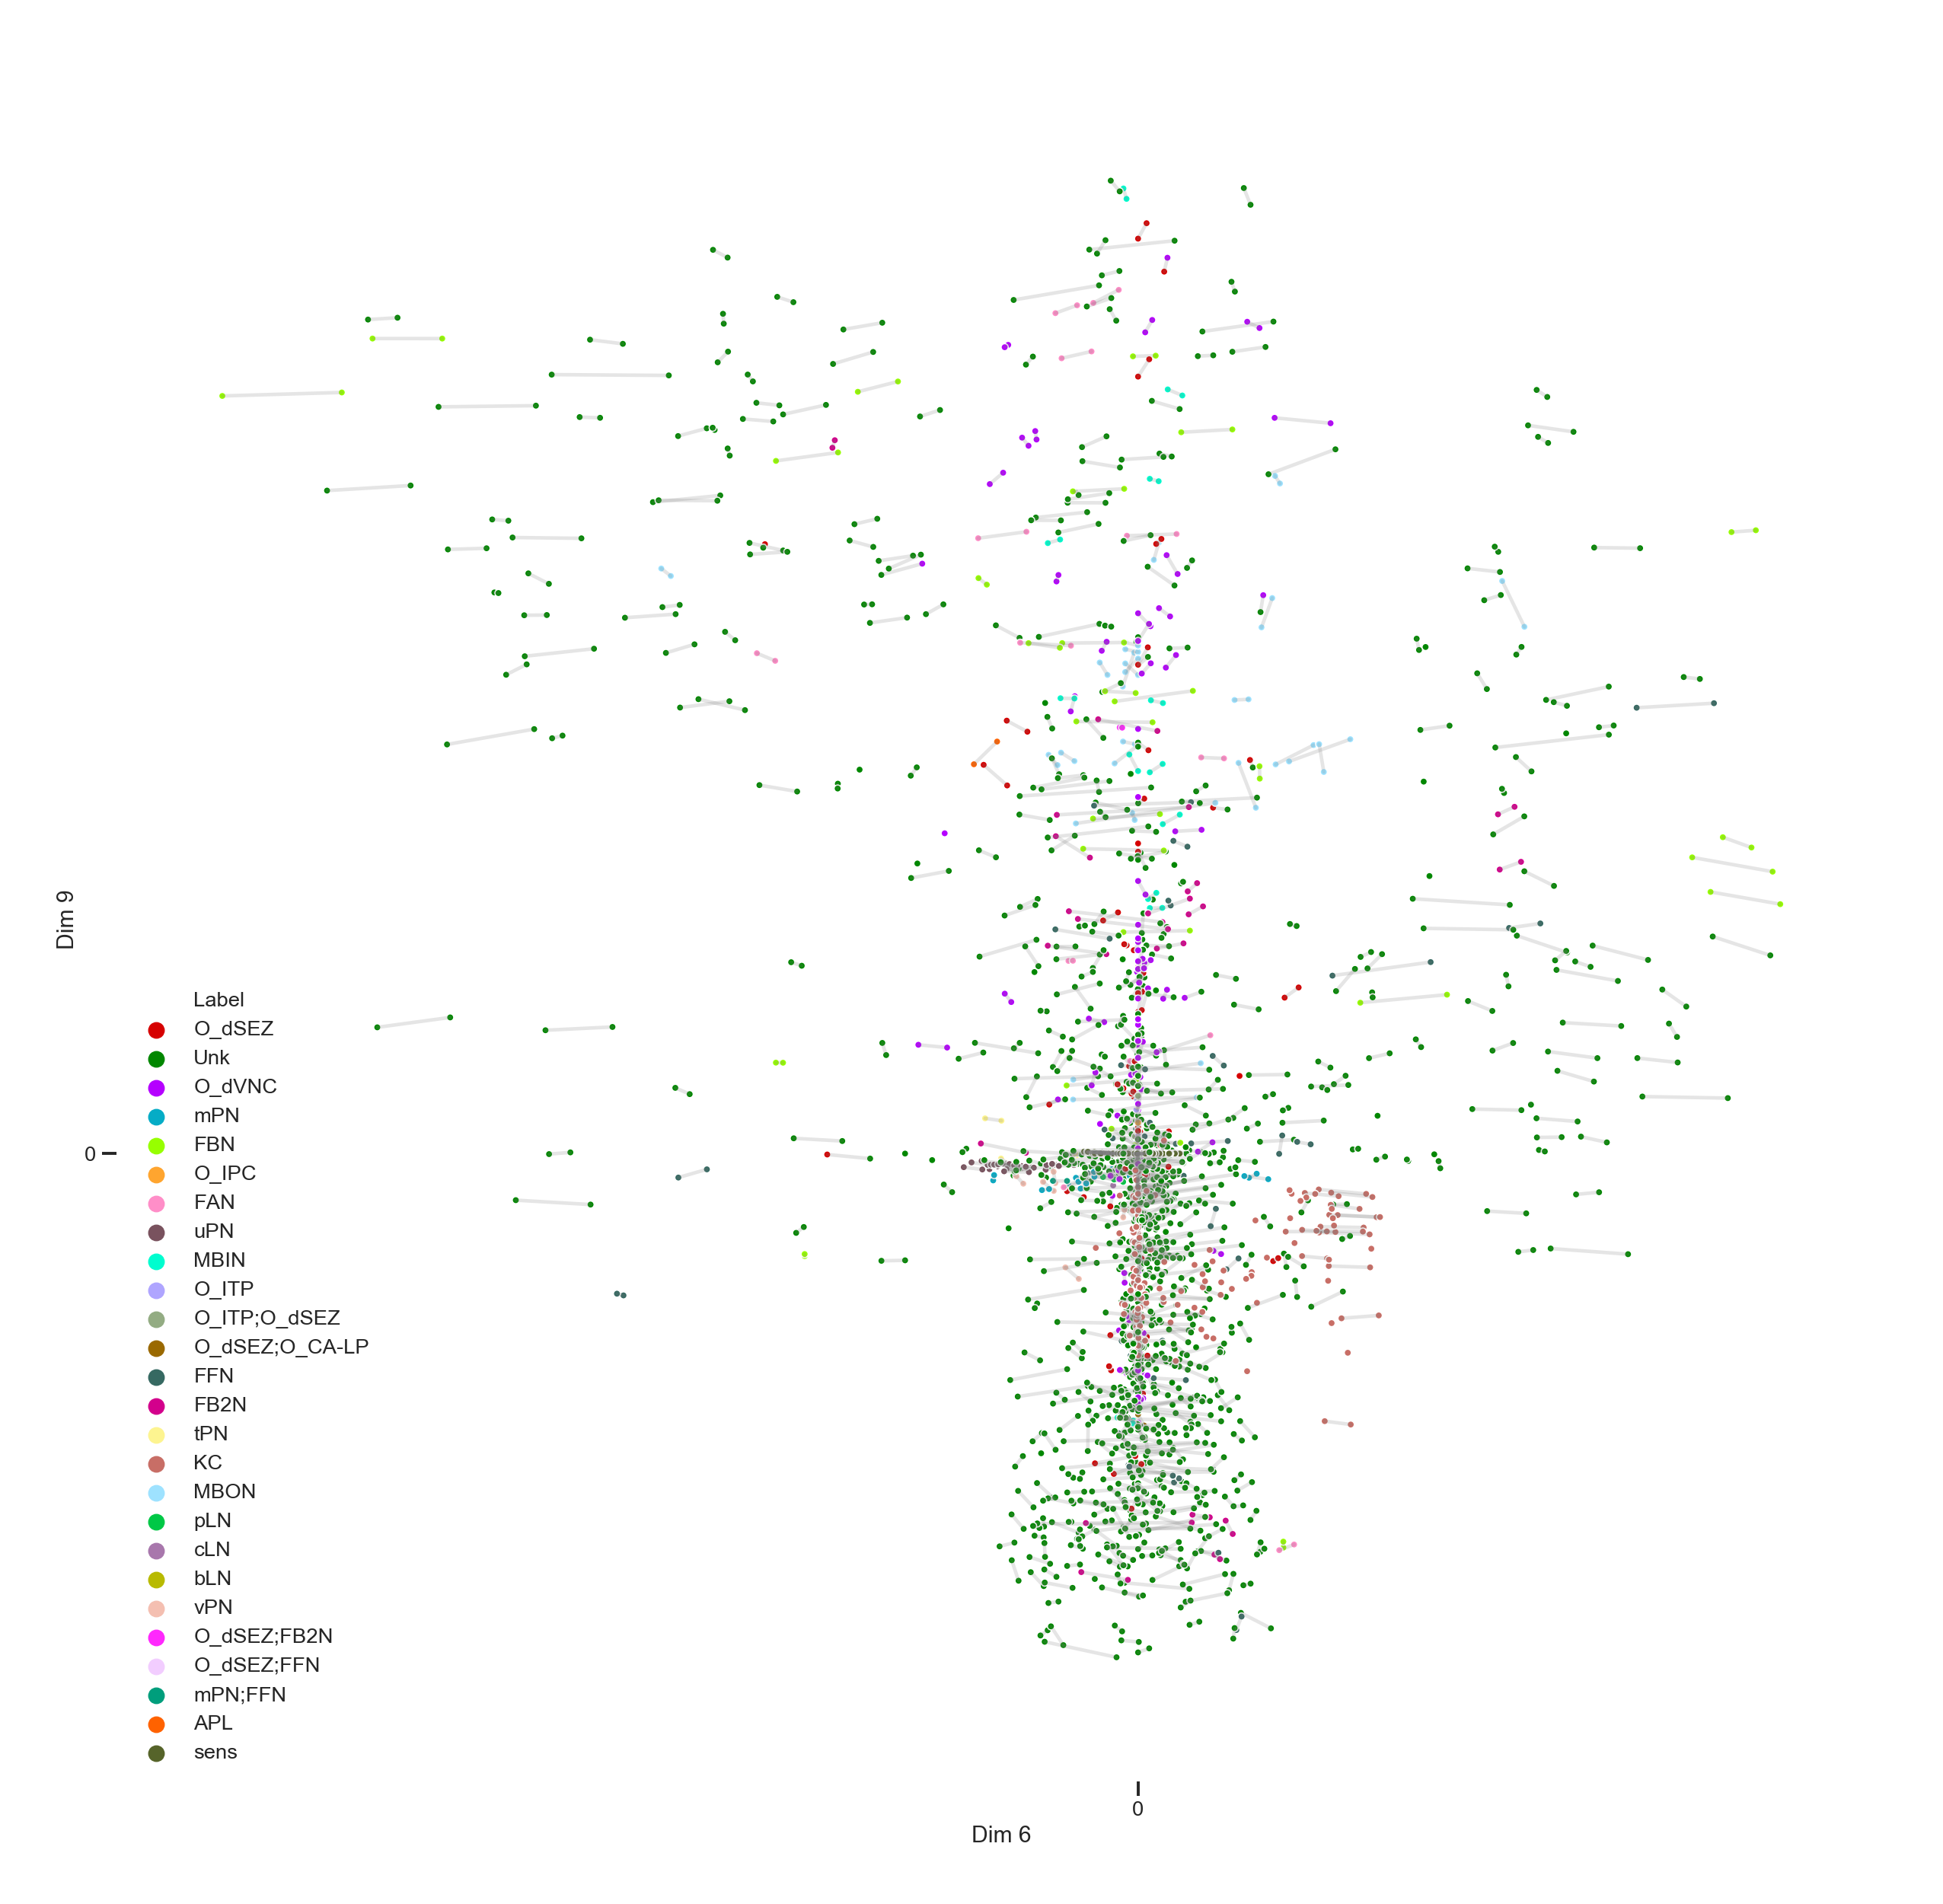 Dim 9
Label
O_dSEZ
Unk
O_dVNC
mPN
FBN
0
O_IPC
FAN
uPN
MBIN
O_ITP
O_ITP;O_dSEZ
O_dSEZ;O_CA-LP
FFN
FB2N
tPN
KC
MBON
pLN
cLN
bLN
vPN
O_dSEZ;FB2N
O_dSEZ;FFN
mPN;FFN
APL
sens
0
Dim 6